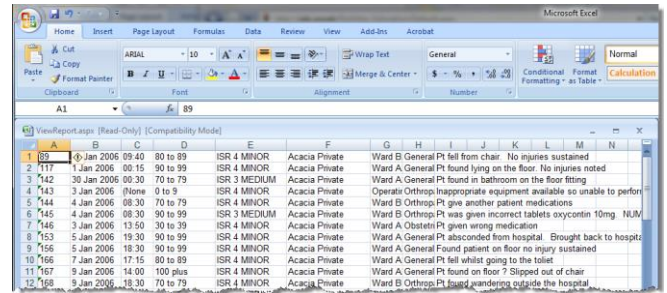 Microsoft Excel
Home Insert Page Layout Formulas Data Review View Add-Ins Acrobat
Cut
Copy
Format Painter
Paste
ARIAL 10 A A
B I U A
Wrap Text
Merge & Center
General
$ % ,
Conditional Formatting
Format as Table
Normal
Calculation
Clipboard Font Alignment Number
A1 fx 89
ViewReport.aspx [Read-Only] [Compatibility Mode]
A B C D E F G H I J K L M N
1 89 Jan 2006 09:40 80 to 89 ISR 4 MINOR Acacia Private Ward B General Pt fell from chair. No injuries sustained
2 117 1 Jan 2006 00:15 90 to 99 ISR 4 MINOR Acacia Private Ward A General Pt found lying on the floor. No injuries noted
3 142 30 Jan 2006 00:30 70 to 79 ISR 3 MEDIUM Acacia Private Ward A General Pt found in bathroom on the floor fitting
4 143 3 Jan 2006 (None 0 to 9 ISR 4 MINOR Acacia Private Operatin Orthrop Inappropriate equipment available so unable to perforr
5 144 4 Jan 2006 08:30 70 to 79 ISR 4 MINOR Acacia Private Ward B Orthrop Pt give another patient medications
6 145 4 Jan 2006 08:30 90 to 99 ISR 3 MEDIUM Acacia Private Ward B Orthrop Pt was given incorrect tablets oxycontin 10mg. NUM
7 146 3 Jan 2006 13:50 30 to 39 ISR 4 MINOR Acacia Private Ward A Obstetri Pt given wrong medication
8 153 5 Jan 2006 19:30 90 to 99 ISR 4 MINOR Acacia Private Ward A General Pt absconded from hospital. Brought back to hospita
9 156 5 Jan 2006 18:30 90 to 99 ISR 4 MINOR Acacia Private Ward A General Found patient on floor no injury sustained
10 166 7 Jan 2006 17:15 80 to 89 ISR 4 MINOR Acacia Private Ward A General Pt fell whilst going to the toliet
11 167 9 Jan 2006 14:00 100 plus ISR 4 MINOR Acacia Private Ward A General Pt found on floor ? Slipped out of chair
12 168 9 Jan 2006 18:30 70 to 79 ISR 4 MINOR Acacia Private Ward B Orthrop Pt found wandering outside the hospital